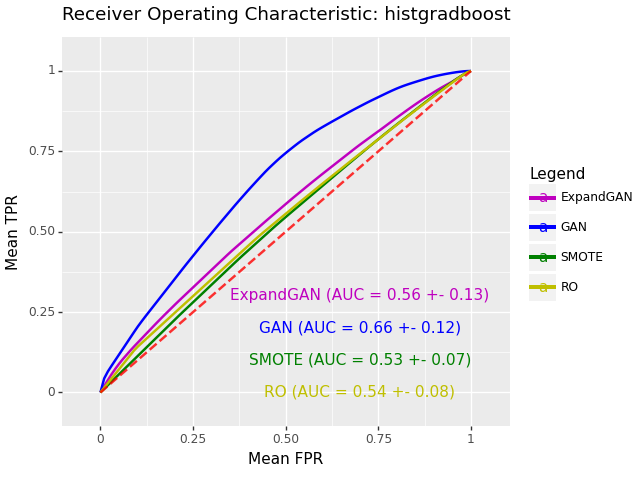 Receiver Operating Characteristic: histgradboost
Mean TPR
1
0.75
0.50
0.25
0
ExpandGAN (AUC = 0.56 +- 0.13)
GAN (AUC = 0.66 +- 0.12)
SMOTE (AUC = 0.53 +- 0.07)
RO (AUC = 0.54 +- 0.08)
0 0.25 0.50 0.75 1
Mean FPR
Legend
a ExpandGAN
a GAN
a SMOTE
a RO